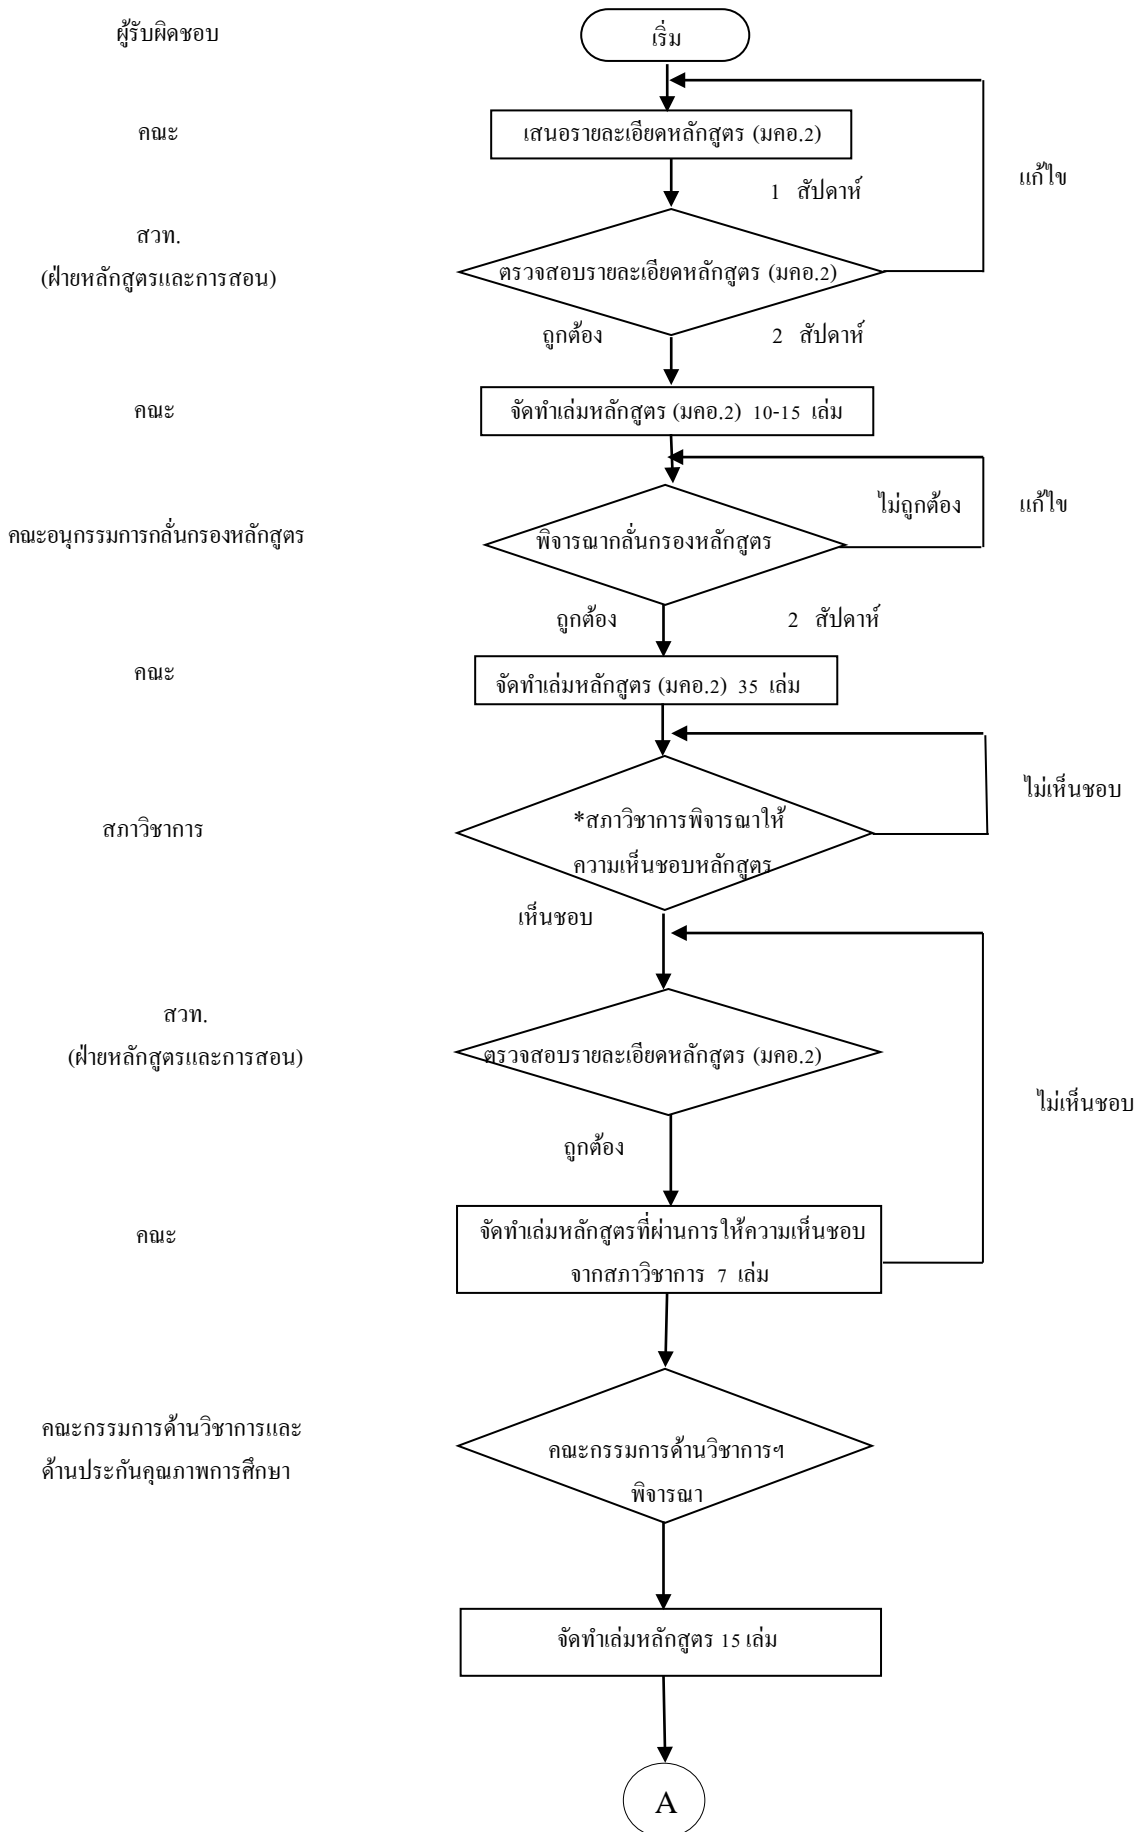 ผู้รับผิดชอบ
เริ่ม
คณะ
เสนอรายละเอียดหลักสูตร (มคอ.2)
แก้ไข
1 สัปดาห์
สวท.
(ฝ่ายหลักสูตรและการสอน)
ตรวจสอบรายละเอียดหลักสูตร (มคอ.2)
ถูกต้อง
2 สัปดาห์
คณะ
จัดทำเล่มหลักสูตร (มคอ.2) 10-15 เล่ม
ไม่ถูกต้อง
แก้ไข
คณะอนุกรรมการกลั่นกรองหลักสูตร
พิจารณากลั่นกรองหลักสูตร
ถูกต้อง
2 สัปดาห์
คณะ
จัดทำเล่มหลักสูตร (มคอ.2) 35 เล่ม
ไม่เห็นชอบ
สภาวิชาการ
*สภาวิชาการพิจารณาให้
ความเห็นชอบหลักสูตร
เห็นชอบ
สวท.
(ฝ่ายหลักสูตรและการสอน)
ตรวจสอบรายละเอียดหลักสูตร (มคอ.2)
ไม่เห็นชอบ
ถูกต้อง
คณะ
จัดทำเล่มหลักสูตรที่ผ่านการให้ความเห็นชอบ
จากสภาวิชาการ 7 เล่ม
คณะกรรมการด้านวิชาการและ
ด้านประกันคุณภาพการศึกษา
คณะกรรมการด้านวิชาการฯ
พิจารณา
จัดทำเล่มหลักสูตร 15 เล่ม
A